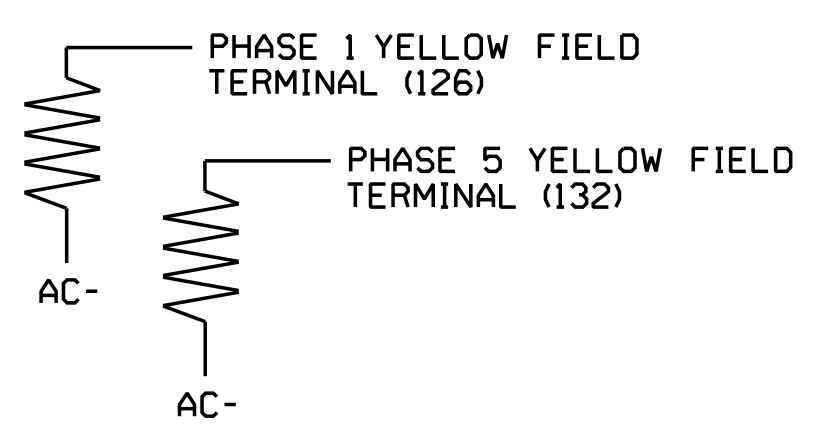 PHASE 1 YELLOW FIELD
TERMINAL (126)
PHASE 5 YELLOW FIELD
TERMINAL (132)
AC-
AC-